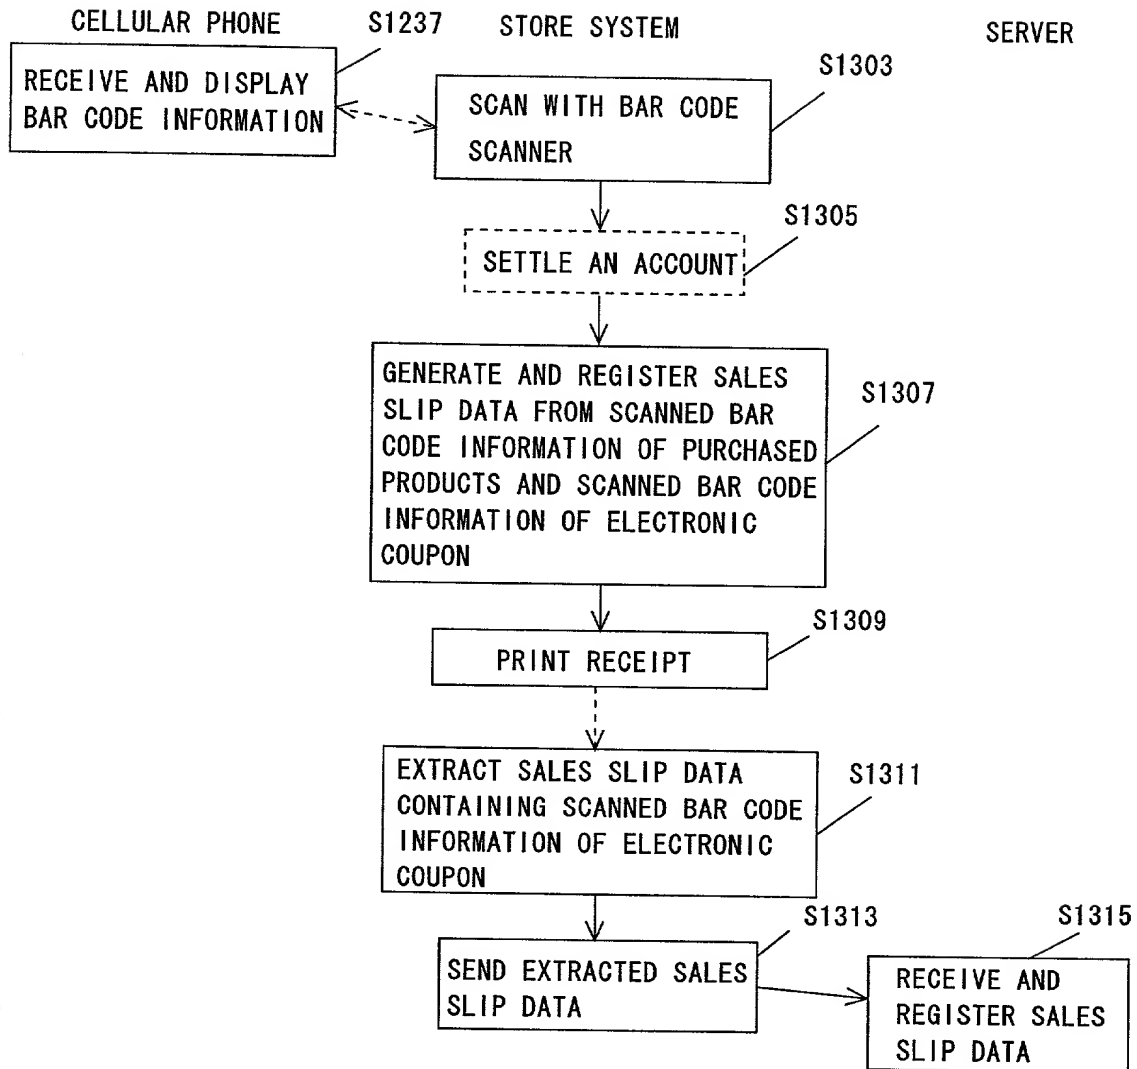 CELLULAR PHONE
S1237
STORE SYSTEM
SERVER
RECEIVE AND DISPLAY
BAR CODE INFORMATION
S1303
SCAN WITH BAR CODE
SCANNER
S1305
SETTLE AN ACCOUNT
GENERATE AND REGISTER SALES
SLIP DATA FROM SCANNED BAR
CODE INFORMATION OF PURCHASED
PRODUCTS AND SCANNED BAR CODE
INFORMATION OF ELECTRONIC
COUPON
S1307
S1309
PRINT RECEIPT
EXTRACT SALES SLIP DATA
CONTAINING SCANNED BAR CODE
INFORMATION OF ELECTRONIC
COUPON
S1311
S1313
SEND EXTRACTED SALES
SLIP DATA
S1315
RECEIVE AND
REGISTER SALES
SLIP DATA